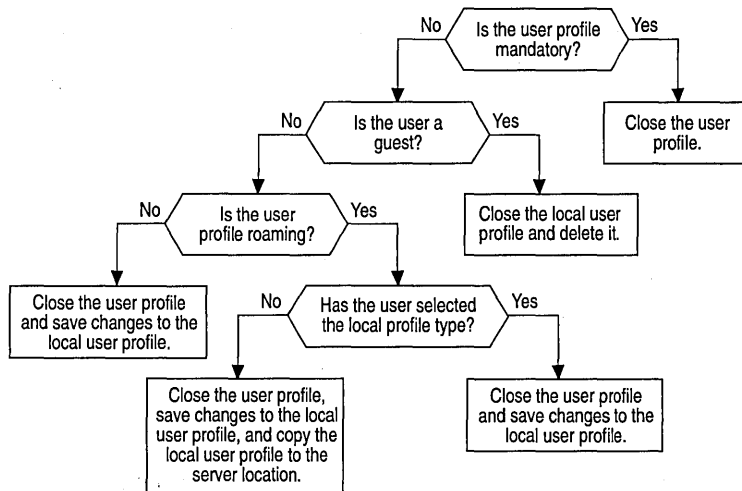 No
Is the user profile
mandatory?
Yes
No
Is the user a
guest?
Yes
Close the user
profile.
No
Is the user
profile roaming?
Yes
Close the local user
profile and delete it.
Close the user profile
and save changes to the
local user profile.
No
Has the user selected
the local profile type?
Yes
Close the user profile,
save changes to the local
user profile, and copy the
local user profile to the
server location.
Close the user profile
and save changes to the
local user profile.